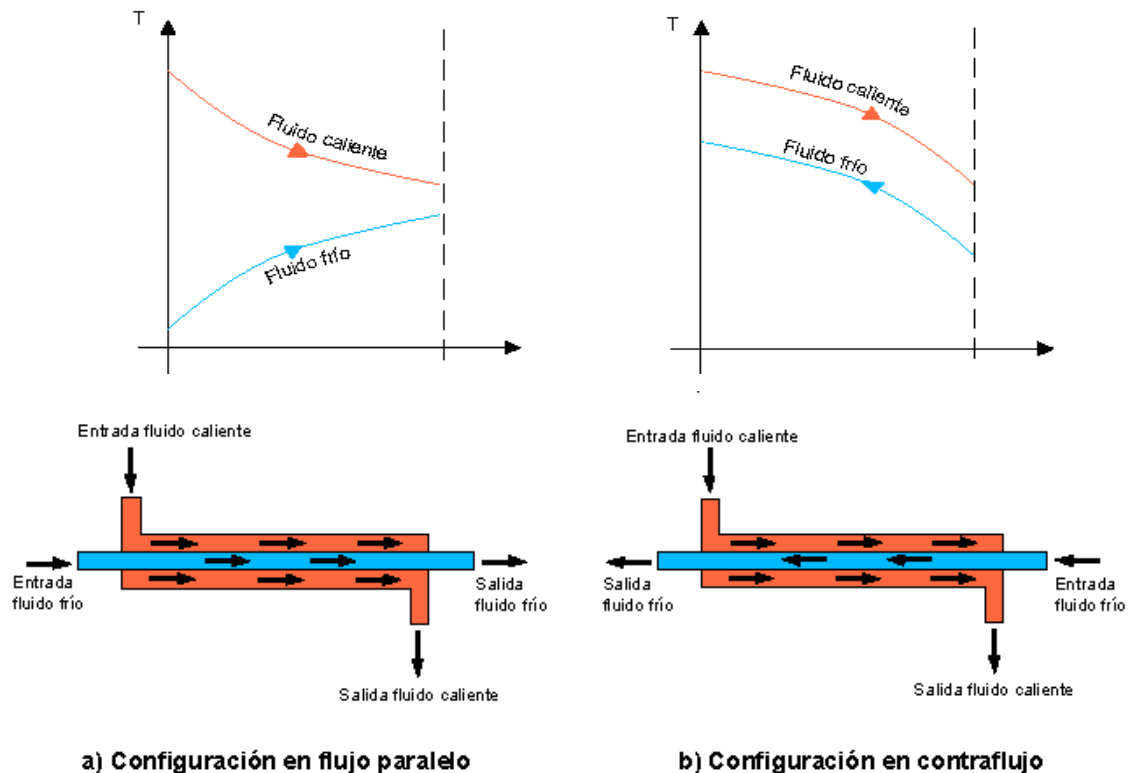 T
Fluido caliente
Fluido frío
T
Fluido caliente
Fluido frío
Entrada fluido caliente
Entrada
fluido frío
Salida
fluido frío
Salida fluido caliente
a) Configuración en flujo paralelo
Entrada fluido caliente
Salida
fluido frío
Entrada
fluido frío
Salida fluido caliente
b) Configuración en contraflujo